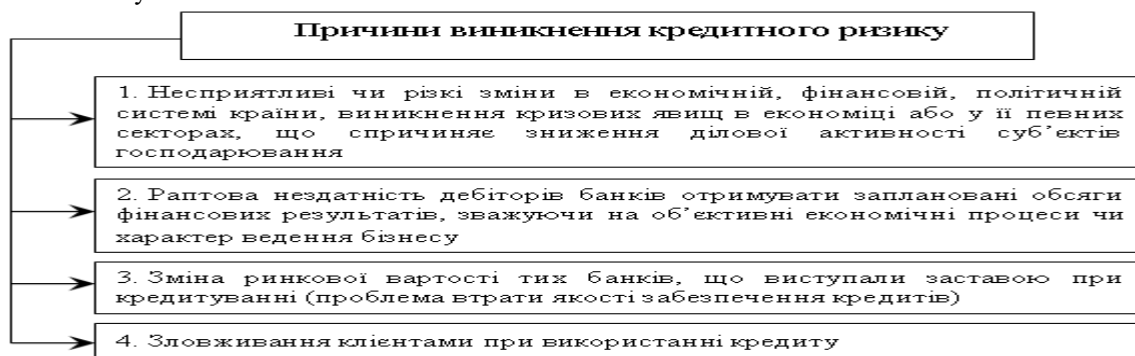 Причини виникнення кредитного ризику
1. Несприятливі чи різкі зміни в економічній, фінансовій, політичній
системі країни, виникнення кризових явищ в економіці або у її певних
секторах, що спричиняє зниження ділової активності суб’єктів
господарювання
2. Раптова нездатність дебіторів банків отримувати заплановані обсяги
фінансових результатів, зважуючи на об’єктивні економічні процеси чи
характер ведення бізнесу
3. Зміна ринкової вартості тих банків, що виступали заставою при
кредитуванні (проблема втрати якості забезпечення кредитів)
4. Зловживання клієнтами при використанні кредиту